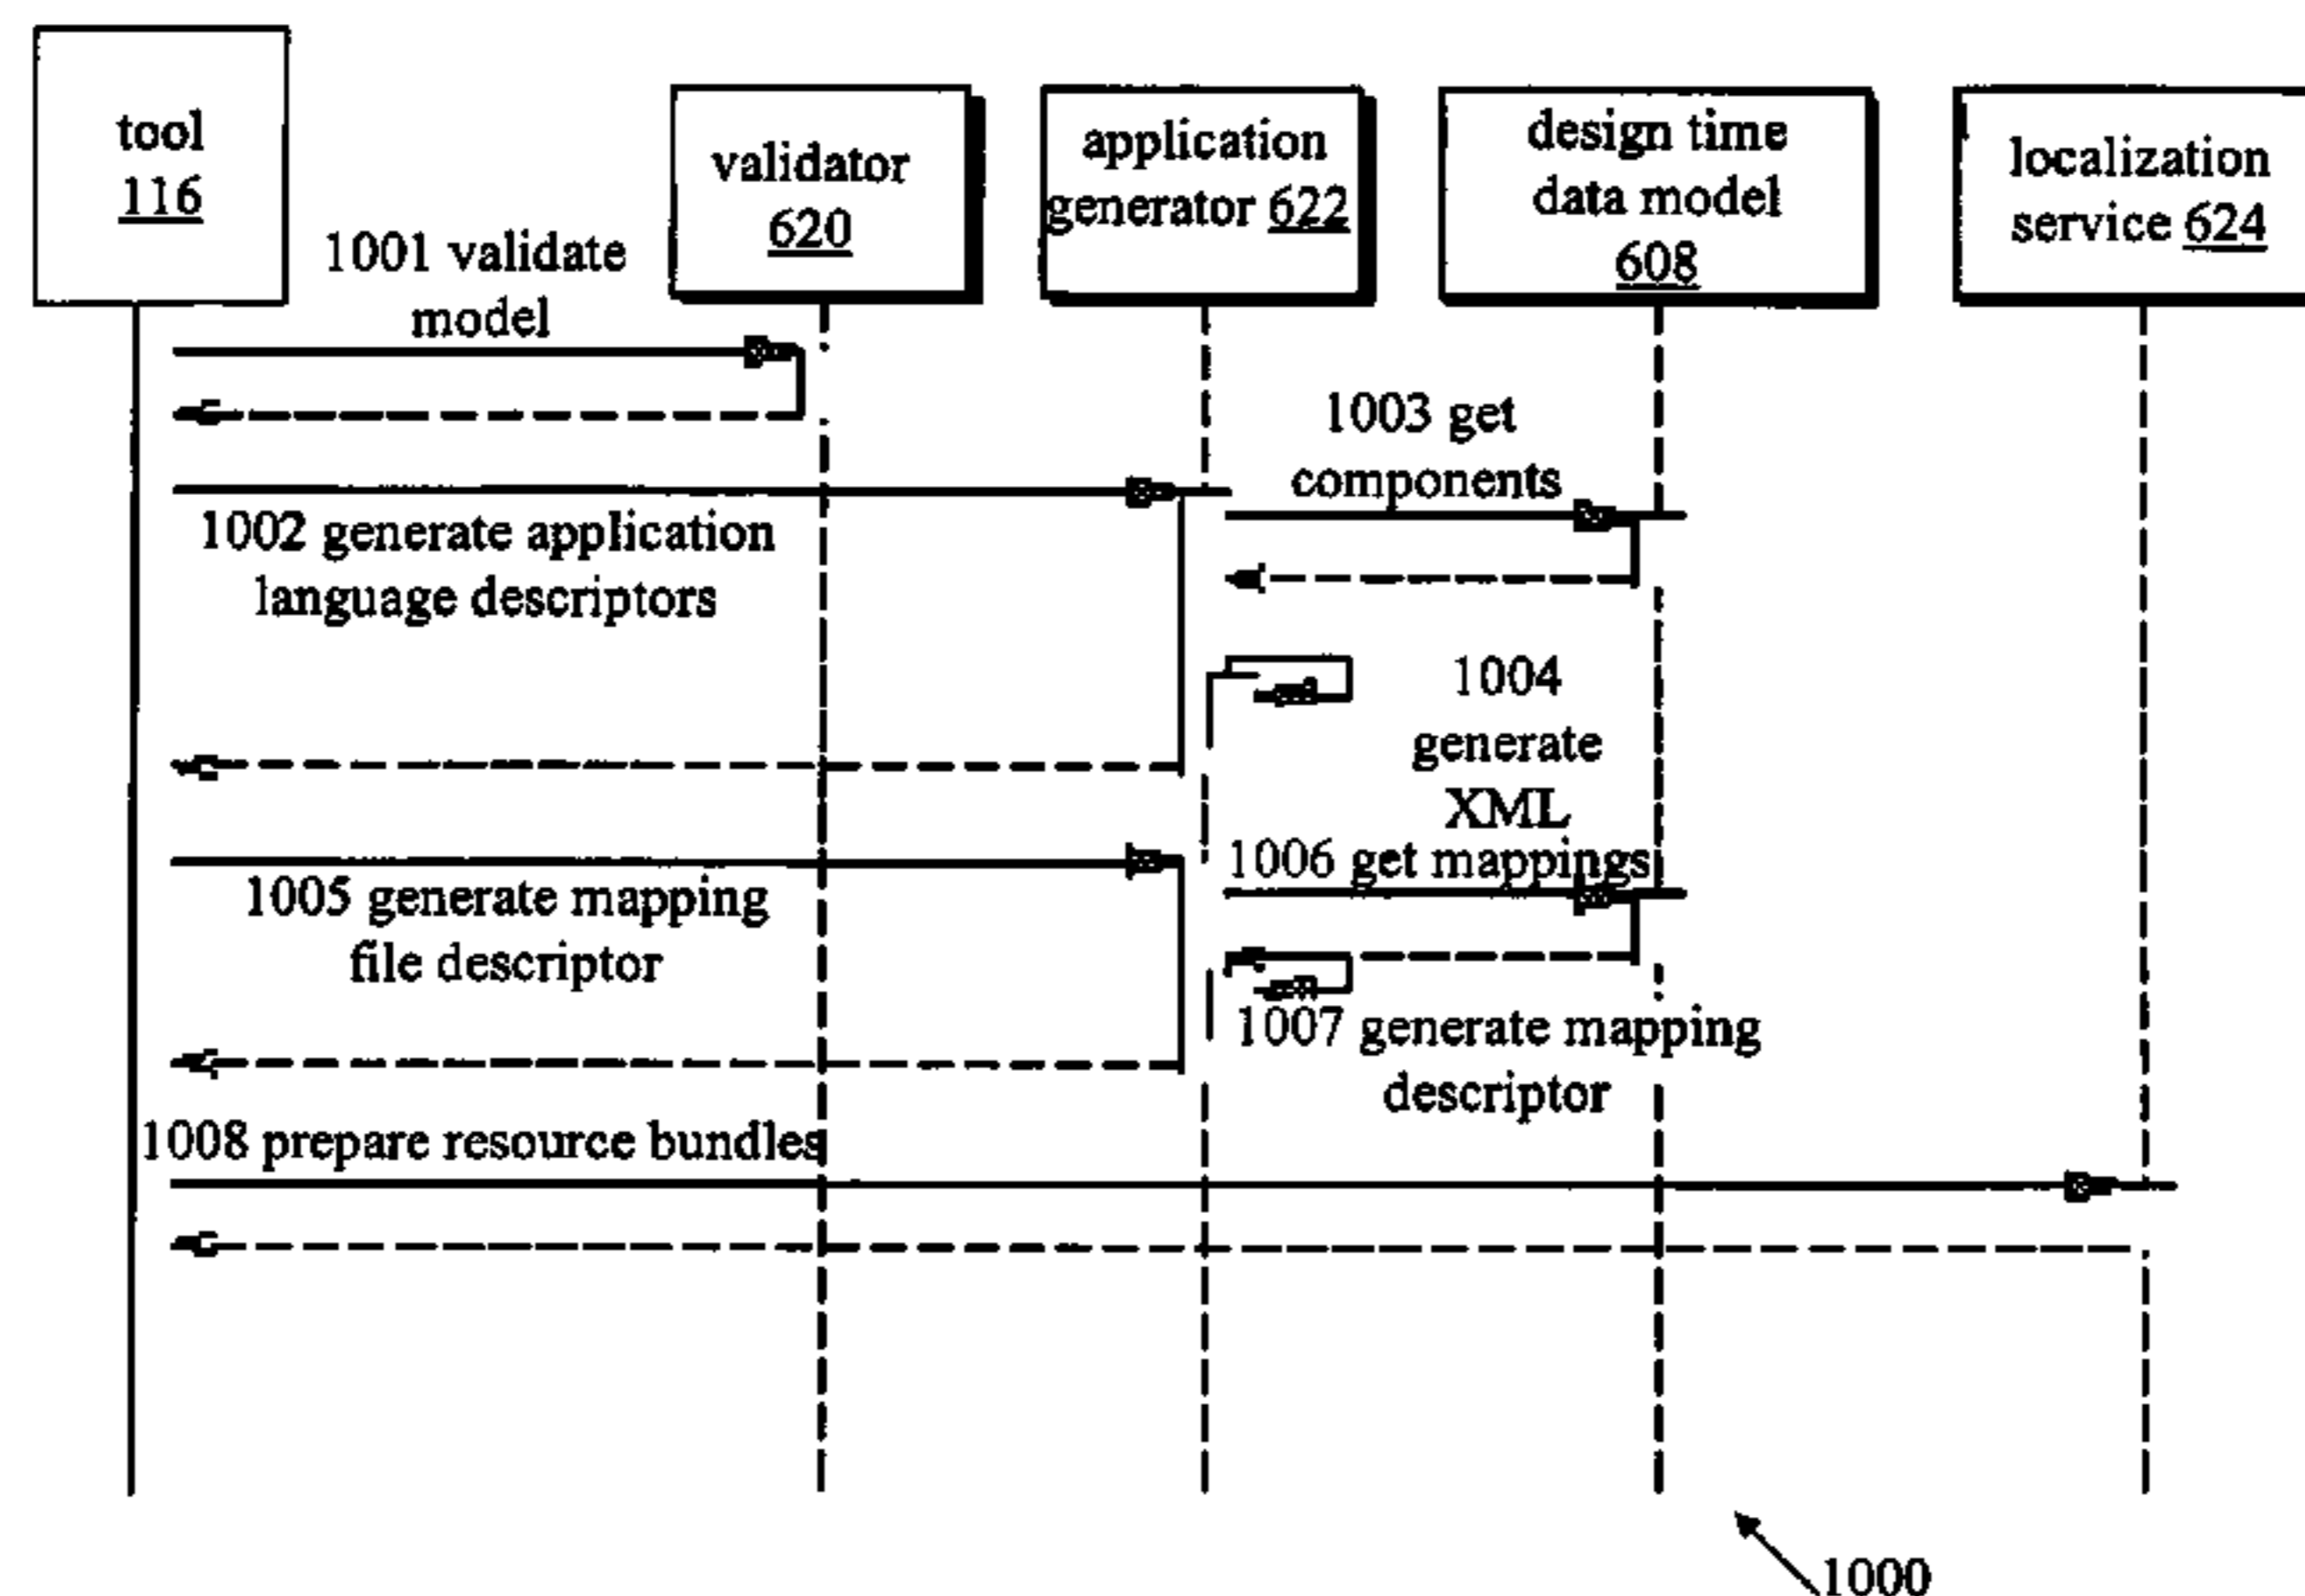 tool
116
validator
620
application
generator 622
design time
data model
608
localization
service 624
1001 validate
model
1003 get
components
1002 generate application
language descriptors
1004
generate
XML
1006 get mappings
1005 generate mapping
file descriptor
1007 generate mapping
descriptor
1008 prepare resource bundles
1000